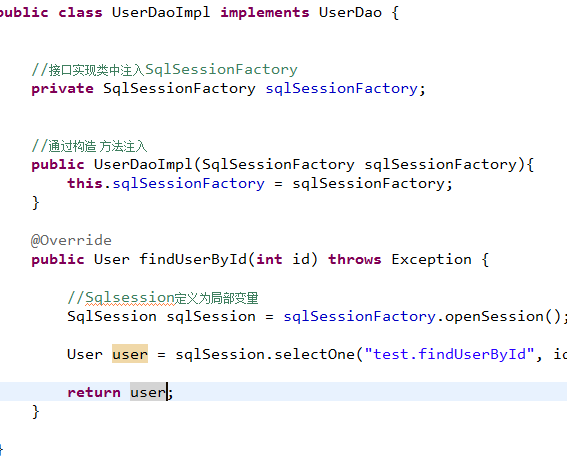 public class UserDaoImpl implements UserDao {
//接口实现类中注入SqlSessionFactory
private SqlSessionFactory sqlSessionFactory;
//通过构造 方法注入
public UserDaoImpl(SqlSessionFactory sqlSessionFactory){
this.sqlSessionFactory = sqlSessionFactory;
}
@Override
public User findUserById(int id) throws Exception {
//Sqlsession定义为局部变量
SqlSession sqlSession = sqlSessionFactory.openSession();
User user = sqlSession.selectOne("test.findUserById", id
return user;
}
}